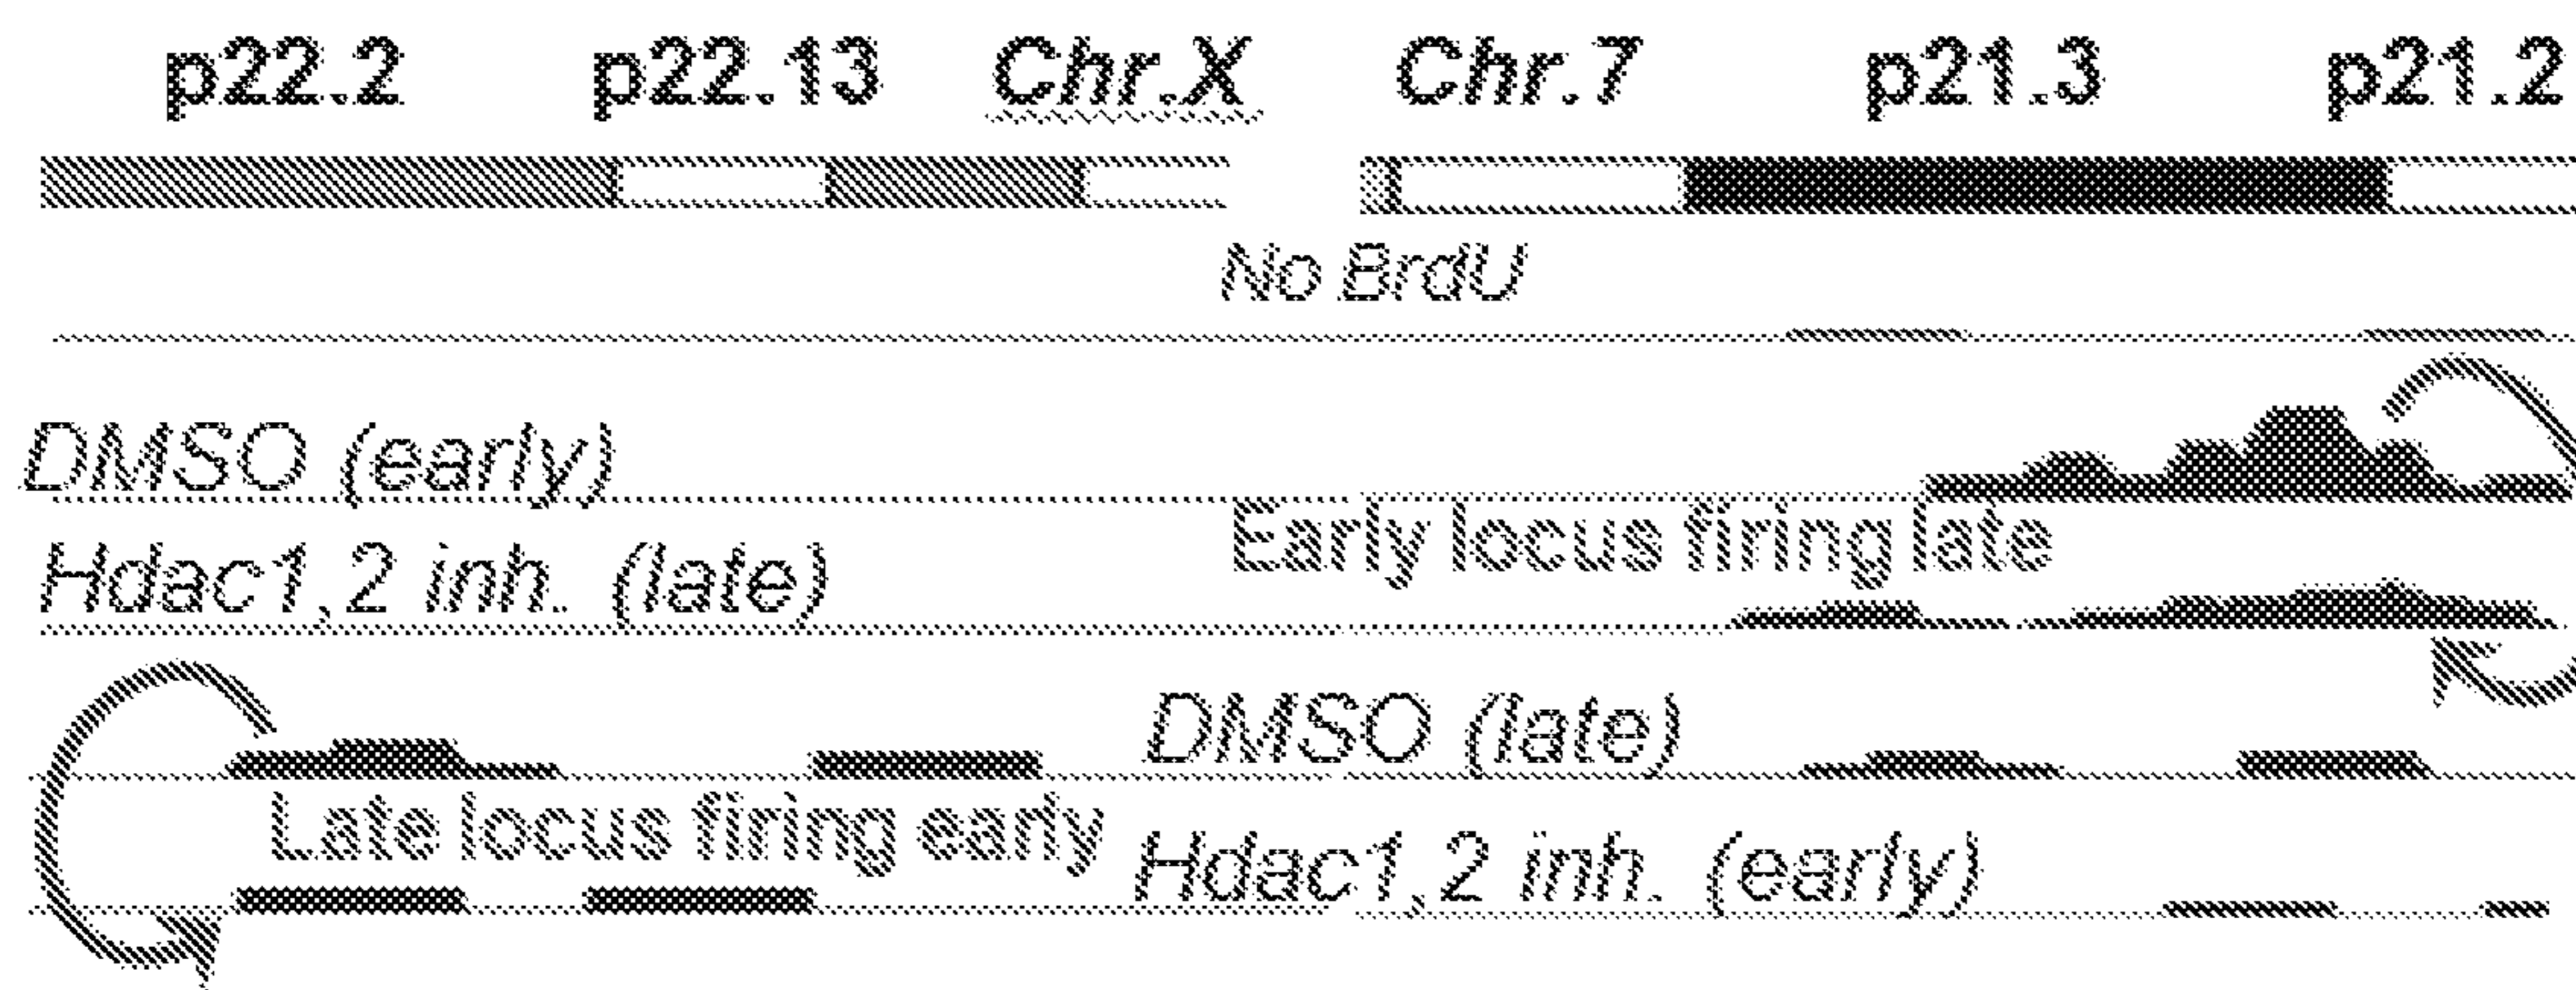 p22.2 p22.13 Chr.X Chr.7 p21.3 p21.2
No BrdU
DMSO (early)
Early locus firing late
Hdac1,2 inh. (late)
DMSO (late)
Late locus firing early
Hdac1,2 inh. (early)